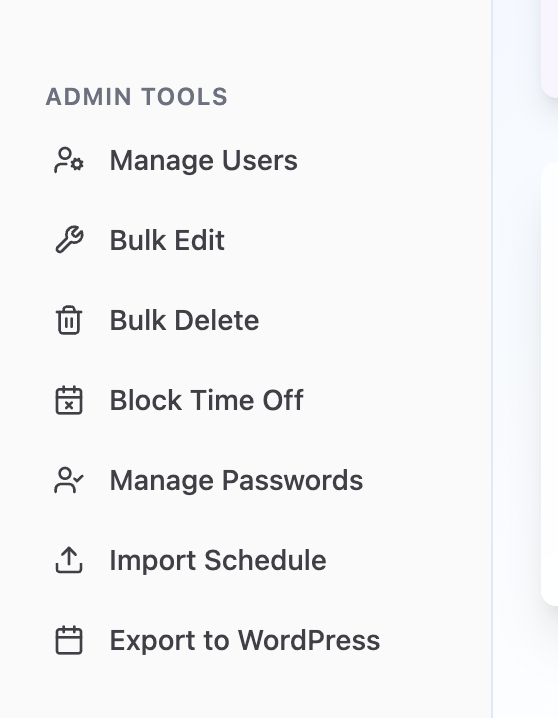 ADMIN TOOLS
Manage Users
Bulk Edit
Bulk Delete
Block Time Off
Manage Passwords
Import Schedule
Export to WordPress